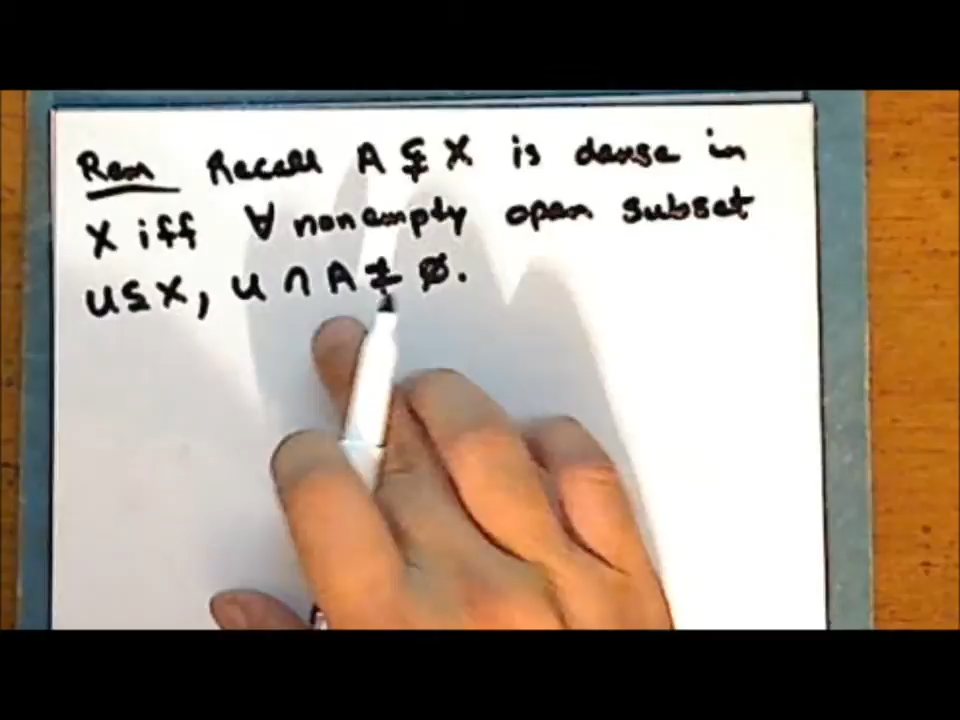 Rem Recall A ⊊ X is dense in
X iff ∀ nonempty open subset
U ⊆ X, U ∩ A ≠ ∅.